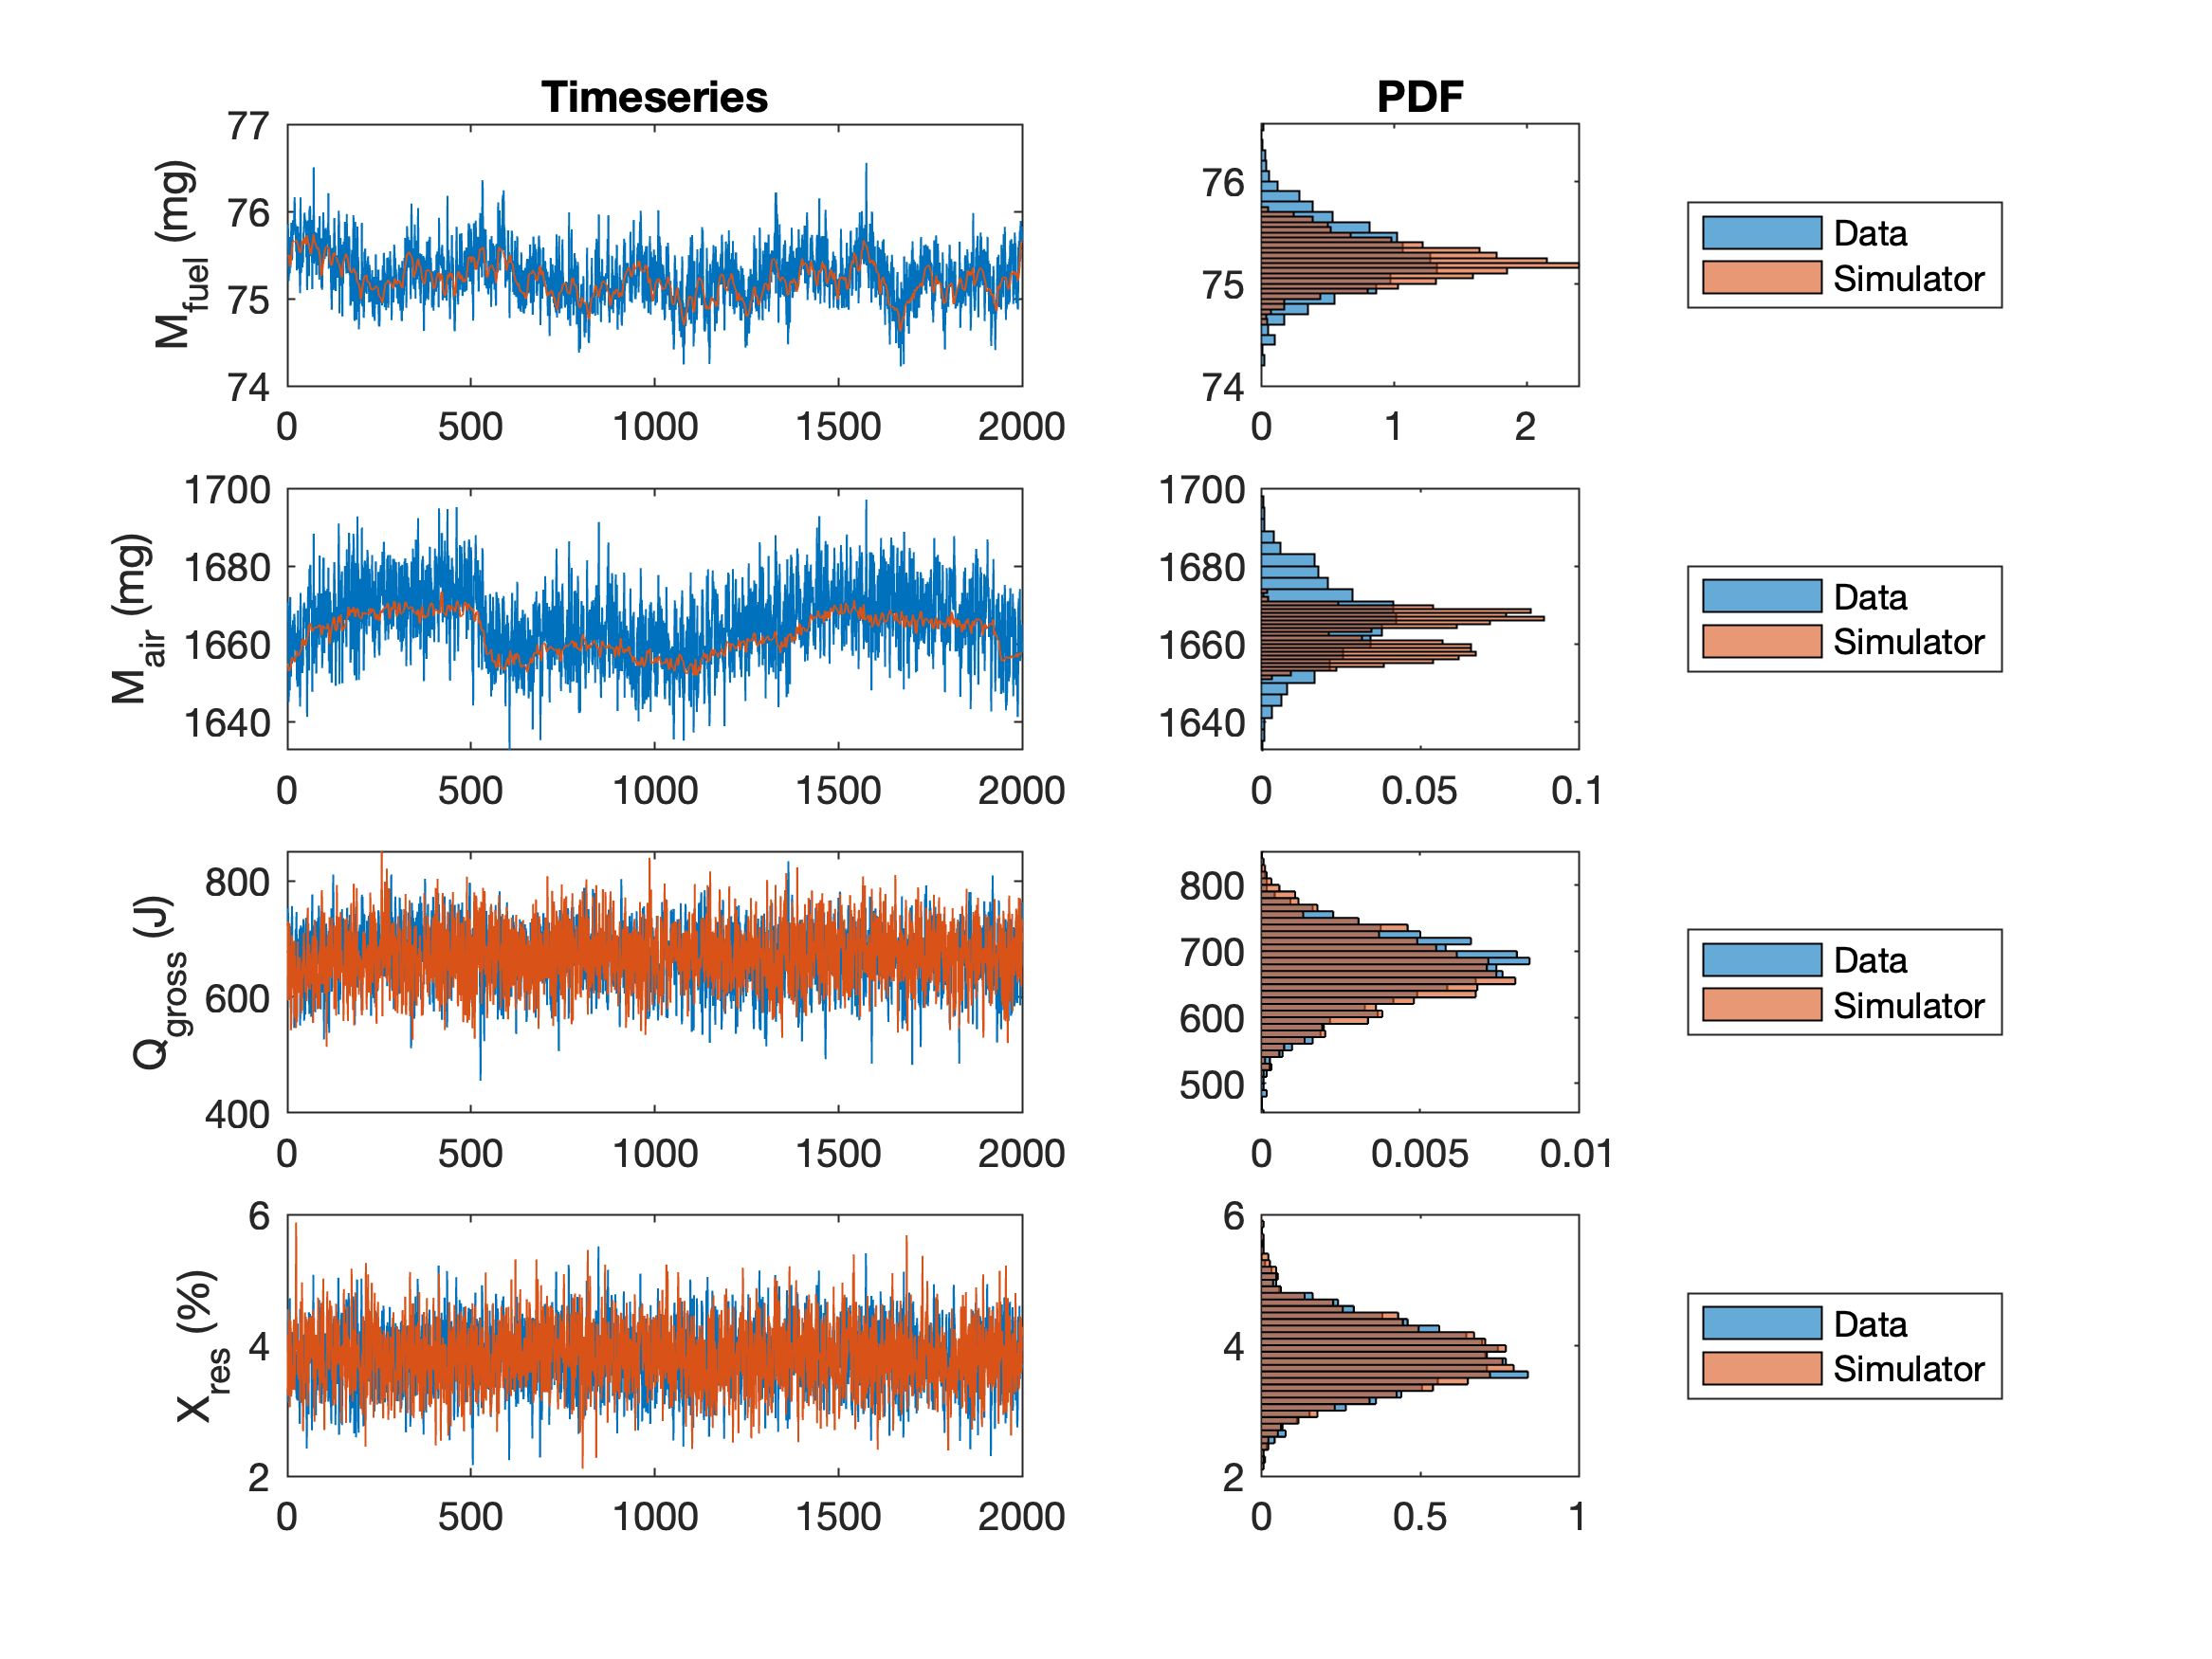 Timeseries
PDF
M_fuel (mg)
77
76
75
74
0 500 1000 1500 2000
76
75
74
0 1 2
Data
Simulator
M_air (mg)
1700
1680
1660
1640
0 500 1000 1500 2000
1700
1680
1660
1640
0 0.05 0.1
Data
Simulator
Q_gross (J)
800
600
400
0 500 1000 1500 2000
800
700
600
500
0 0.005 0.01
Data
Simulator
X_res (%)
6
4
2
0 500 1000 1500 2000
6
4
2
0 0.5 1
Data
Simulator